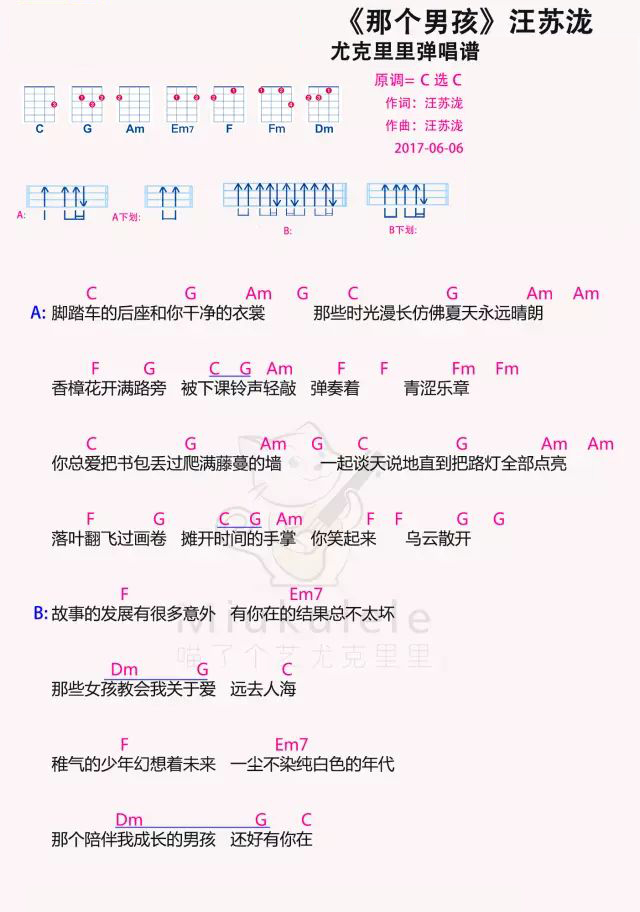 《那个男孩》汪苏泷
尤克里里弹唱谱
原调= C 选 C
作词：汪苏泷
作曲：汪苏泷
2017-06-06
C G Am Em7 F Fm Dm
A: A下划: B: B下划:
C G Am G C G Am Am
A: 脚踏车的后座和你干净的衣裳 那些时光漫长仿佛夏天永远晴朗
F G C G Am F F Fm Fm
香樟花开满路旁 被下课铃声轻敲 弹奏着 青涩乐章
C G Am G C G Am Am
你总爱把书包丢过爬满藤蔓的墙 一起谈天说地直到把路灯全部点亮
F G C G Am F F G G
落叶翻飞过画卷 摊开时间的手掌 你笑起来 乌云散开
F Em7
B: 故事的发展有很多意外 有你在的结果总不太坏
Miukulele
喵了个艺尤克里里
Dm G C
那些女孩教会我关于爱 远去人海
F Em7
稚气的少年幻想着未来 一尘不染纯白色的年代
Dm G C
那个陪伴我成长的男孩 还好有你在